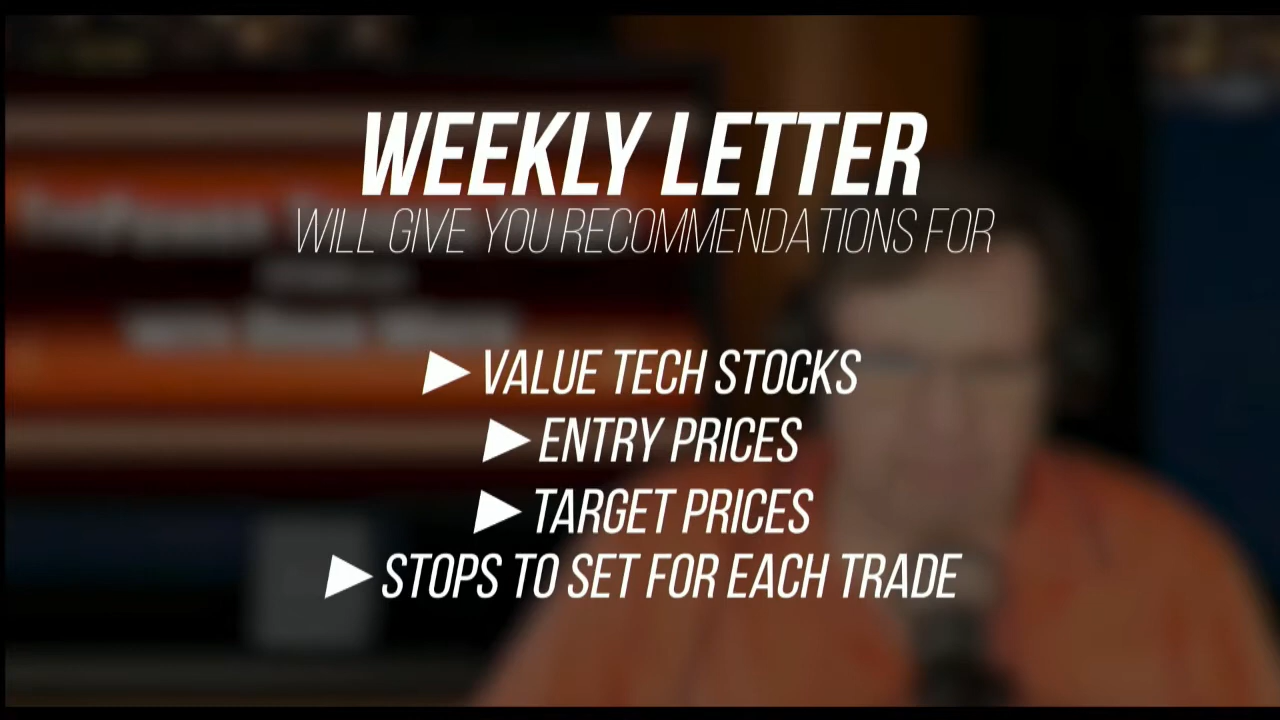 WEEKLY LETTER
WILL GIVE YOU RECOMMENDATIONS FOR
▶ VALUE TECH STOCKS
▶ ENTRY PRICES
▶ TARGET PRICES
▶ STOPS TO SET FOR EACH TRADE